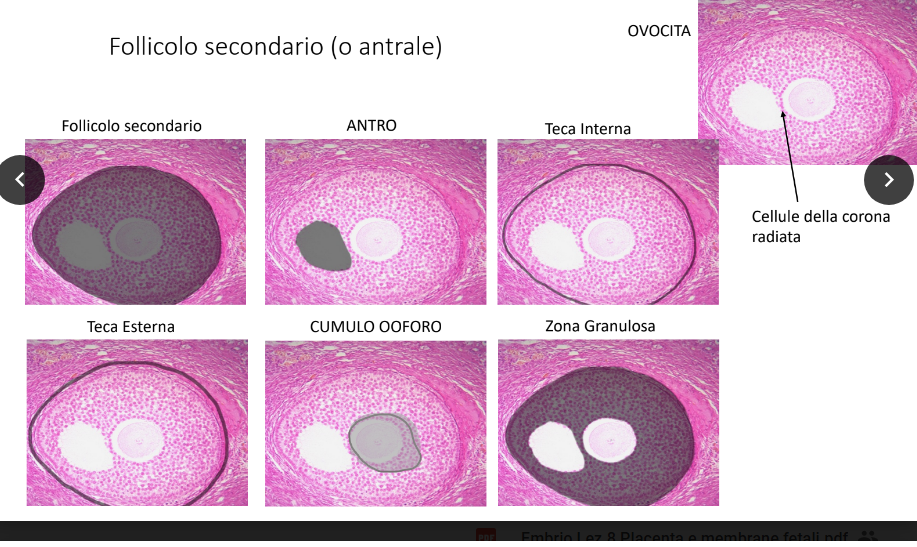 OVOCITA
Follicolo secondario (o antrale)
Follicolo secondario
ANTRO
Teca Interna
Cellule della corona
radiata
Teca Esterna
CUMULO OOFORO
Zona Granulosa
Embrio Lez 8 Placenta e membrane fetali.pdf